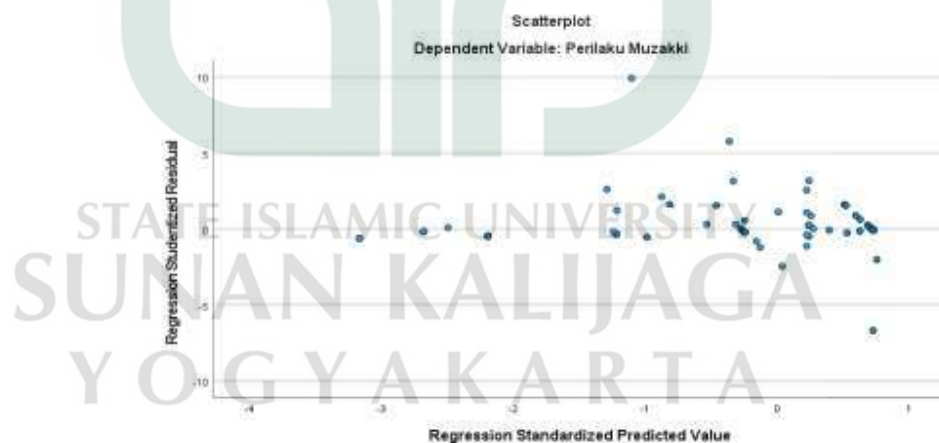 Scatterplot
Dependent Variable: Perilaku Muzakki
Regression Studentized Residual
10
5
0
-5
-10
-4
-3
-2
-1
0
1
Regression Standardized Predicted Value
STATE ISLAMIC UNIVERSITY
SUNAN KALIJAGA
YOGYAKARTA